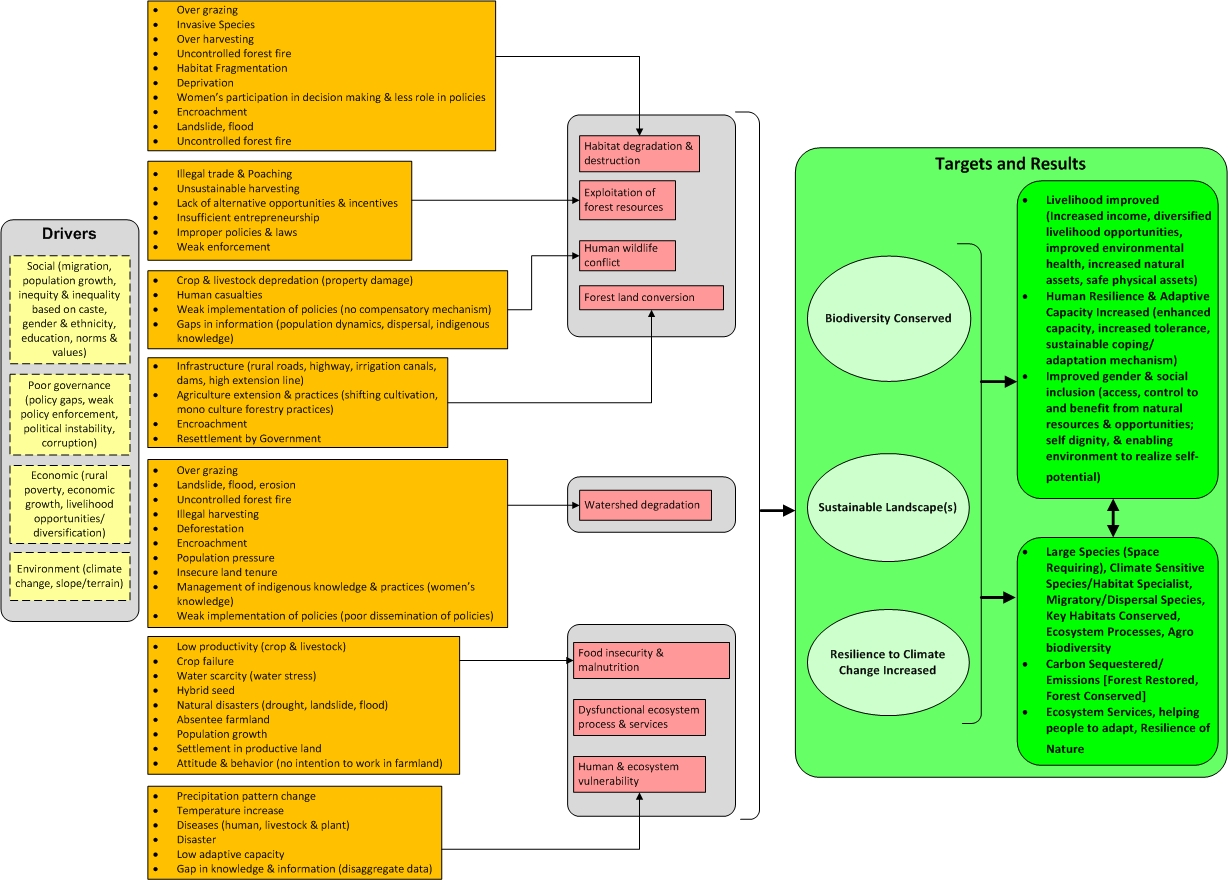 Drivers
Social (migration,
population growth,
inequity & inequality
based on caste,
gender & ethnicity,
education, norms &
values)
Poor governance
(policy gaps, weak
policy enforcement,
political instability,
corruption)
Economic (rural
poverty, economic
growth, livelihood
opportunities/
diversification)
Environment (climate
change, slope/terrain)
• Over grazing
• Invasive Species
• Over harvesting
• Uncontrolled forest fire
• Habitat Fragmentation
• Deprivation
• Women's participation in decision making & less role in policies
• Encroachment
• Landslide, flood
• Uncontrolled forest fire
• Illegal trade & Poaching
• Unsustainable harvesting
• Lack of alternative opportunities & incentives
• Insufficient entrepreneurship
• Improper policies & laws
• Weak enforcement
• Crop & livestock depredation (property damage)
• Human casualties
• Weak implementation of policies (no compensatory mechanism)
• Gaps in information (population dynamics, dispersal, indigenous
knowledge)
• Infrastructure (rural roads, highway, irrigation canals,
dams, high extension line)
• Agriculture extension & practices (shifting cultivation,
mono culture forestry practices)
• Encroachment
• Resettlement by Government
• Over grazing
• Landslide, flood, erosion
• Uncontrolled forest fire
• Illegal harvesting
• Deforestation
• Encroachment
• Population pressure
• Insecure land tenure
• Management of indigenous knowledge & practices (women's
knowledge)
• Weak implementation of policies (poor dissemination of policies)
• Low productivity (crop & livestock)
• Crop failure
• Water scarcity (water stress)
• Hybrid seed
• Natural disasters (drought, landslide, flood)
• Absentee farmland
• Population growth
• Settlement in productive land
• Attitude & behavior (no intention to work in farmland)
• Precipitation pattern change
• Temperature increase
• Diseases (human, livestock & plant)
• Disaster
• Low adaptive capacity
• Gap in knowledge & information (disaggregate data)
Habitat degradation &
destruction
Exploitation of
forest resources
Human wildlife
conflict
Forest land conversion
Watershed degradation
Food insecurity &
malnutrition
Dysfunctional ecosystem
process & services
Human & ecosystem
vulnerability
Targets and Results
Biodiversity Conserved
Sustainable Landscape(s)
Resilience to Climate
Change Increased
• Livelihood improved
(Increased income, diversified
livelihood opportunities,
improved environmental
health, increased natural
assets, safe physical assets)
• Human Resilience & Adaptive
Capacity Increased (enhanced
capacity, increased tolerance,
sustainable coping/
adaptation mechanism)
• Improved gender & social
inclusion (access, control to
and benefit from natural
resources & opportunities;
self dignity, & enabling
environment to realize self-
potential)
• Large Species (Space
Requiring), Climate Sensitive
Species/Habitat Specialist,
Migratory/Dispersal Species,
Key Habitats Conserved,
Ecosystem Processes, Agro
biodiversity
• Carbon Sequestered/
Emissions [Forest Restored,
Forest Conserved]
• Ecosystem Services, helping
people to adapt, Resilience of
Nature